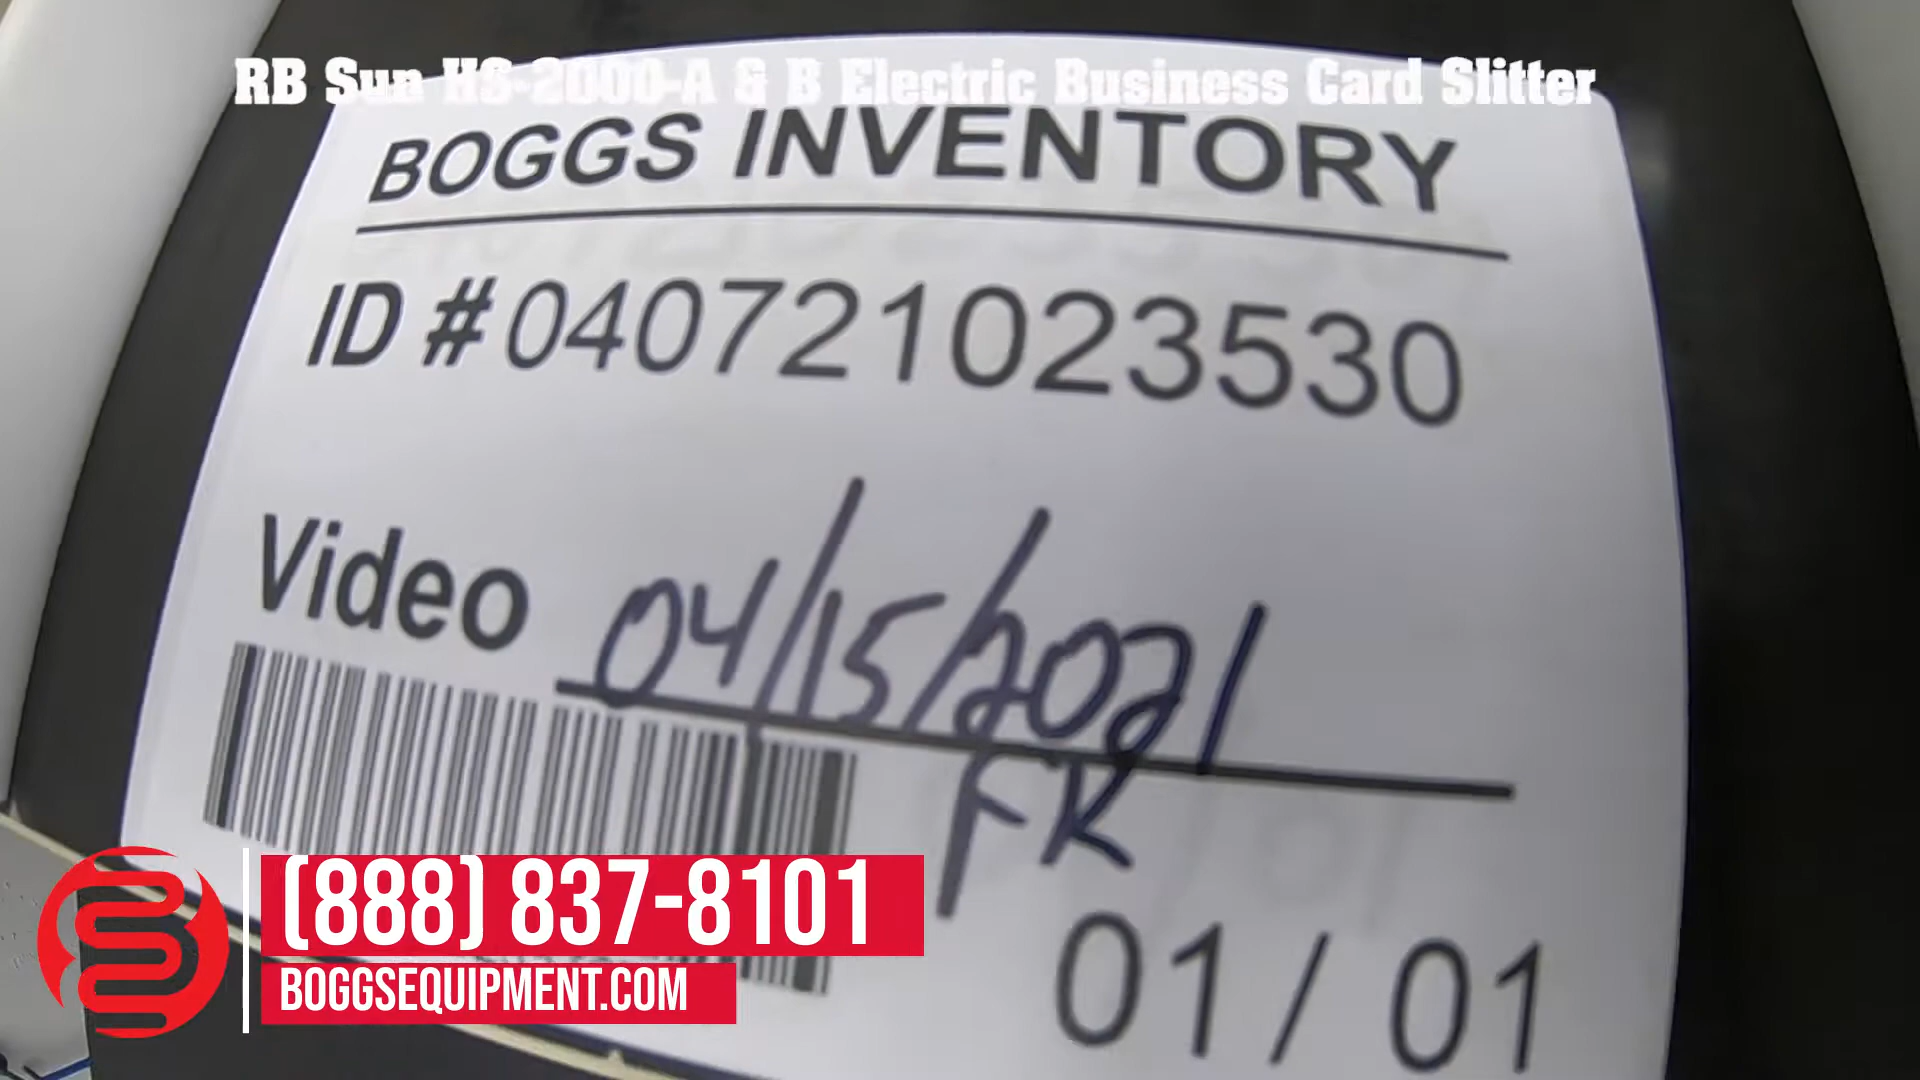 RB Sun HS-2000-A & B Electric Business Card Slitter
BOGGS INVENTORY
ID #040721023530
Video 04/15/2021
FR
01/01
(888) 837-8101
BOGGSEQUIPMENT.COM